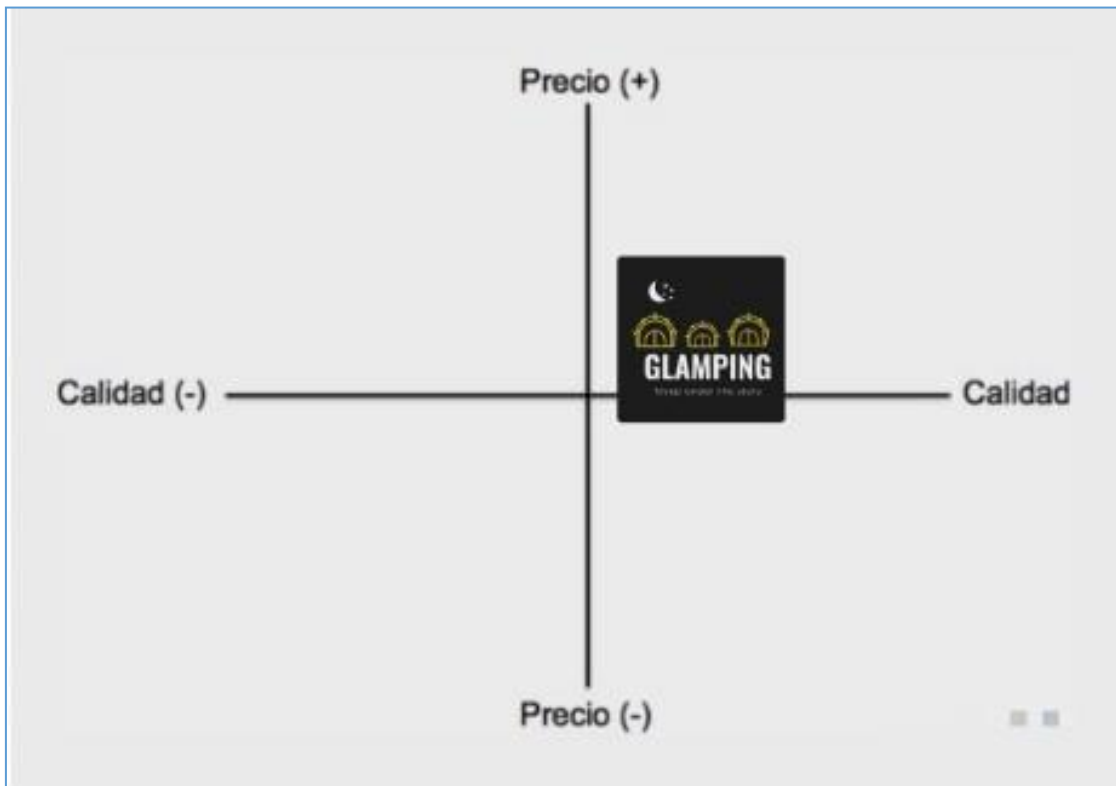 Precio (+)
GLAMPING
Calidad (-)
Calidad
Precio (-)